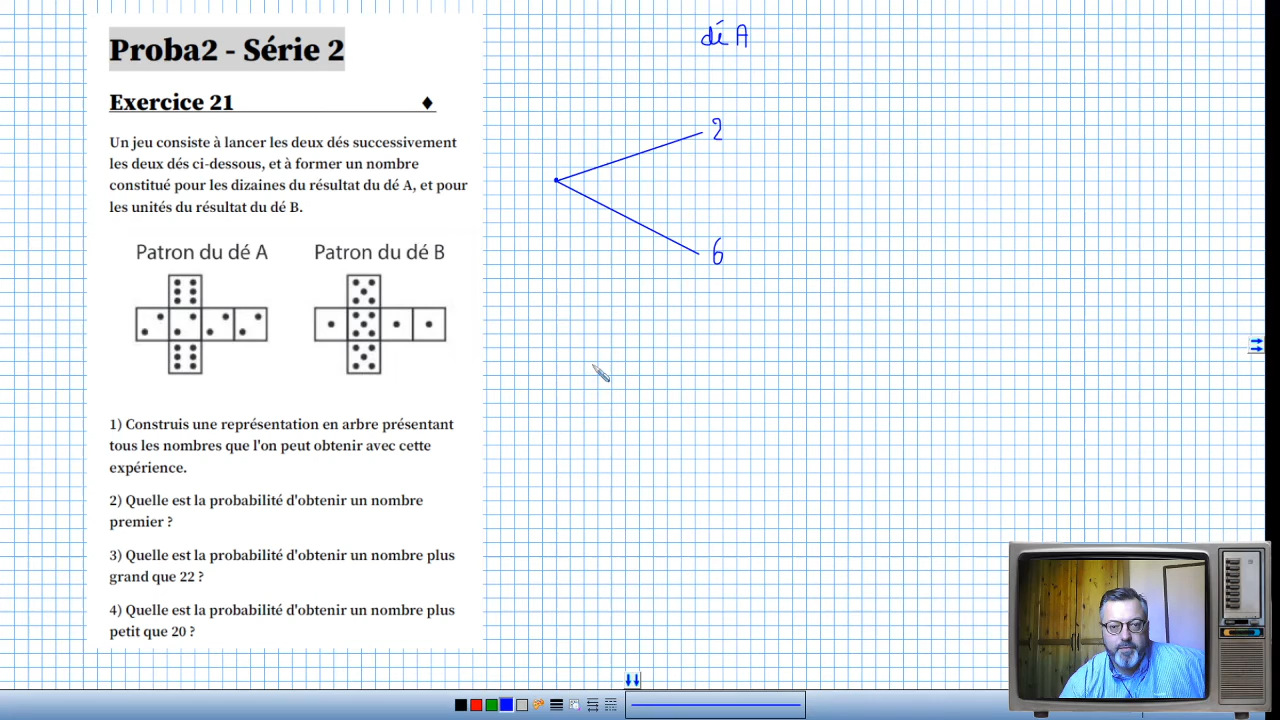 Proba2 - Série 2
Exercice 21
Un jeu consiste à lancer les deux dés successivement
les deux dés ci-dessous, et à former un nombre
constitué pour les dizaines du résultat du dé A, et pour
les unités du résultat du dé B.
Patron du dé A
Patron du dé B
1) Construis une représentation en arbre présentant
tous les nombres que l'on peut obtenir avec cette
expérience.
2) Quelle est la probabilité d'obtenir un nombre
premier ?
3) Quelle est la probabilité d'obtenir un nombre plus
grand que 22 ?
4) Quelle est la probabilité d'obtenir un nombre plus
petit que 20 ?
dé A
2
6